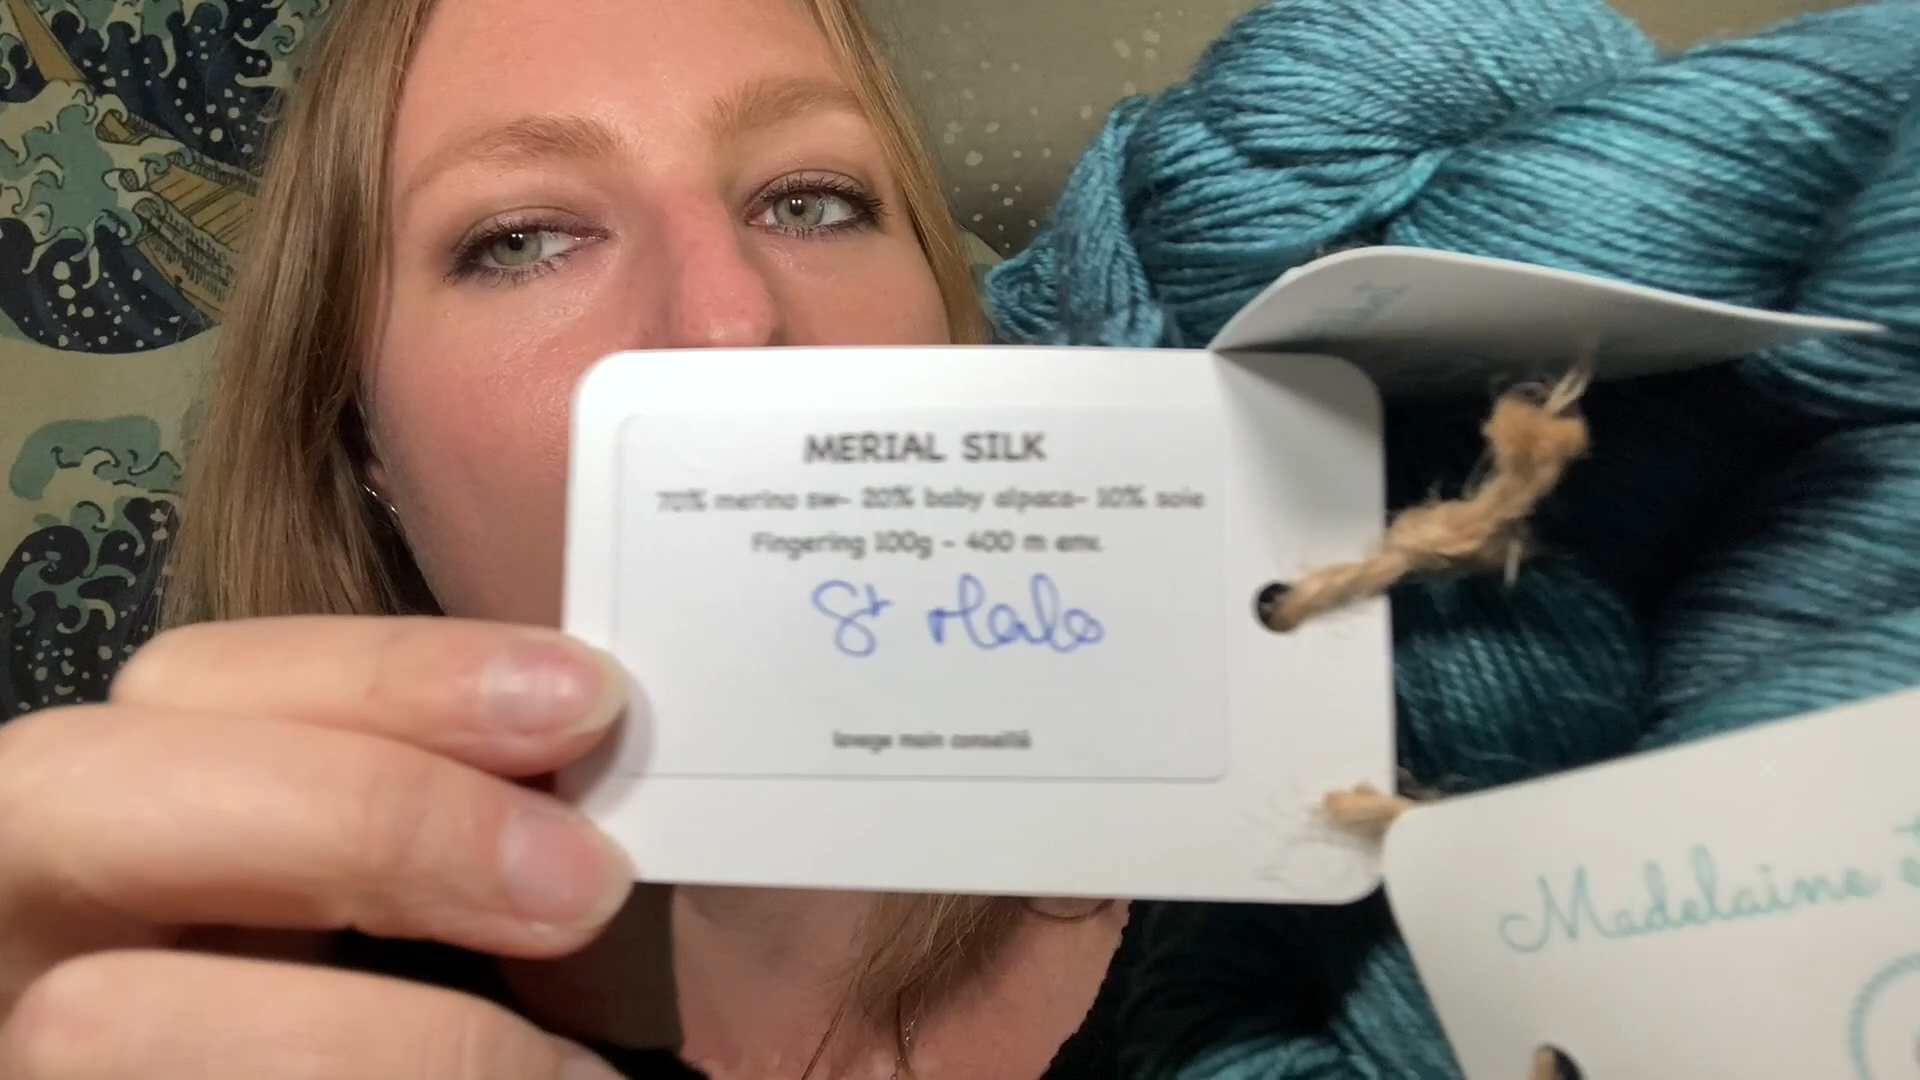 MERIAL SILK
70% merino sw- 20% baby alpaca- 10% soie
Fingering 100g - 400 m env.
St Malo
lavage main conseillé
Madelaine